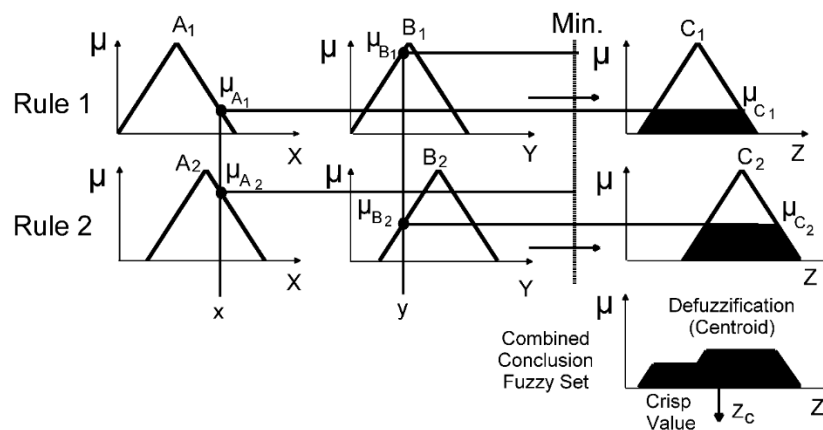 A1
B1
Min.
C1
μ
μB1
μ
μ
Rule 1
μA1
μC1
X
Y
Z
A2
B2
C2
μ
μA2
μ
μ
Rule 2
μB2
μC2
X
Y
Z
x
y
μ
Defuzzification
(Centroid)
Combined
Conclusion
Fuzzy Set
Z
Crisp
Value
Zc